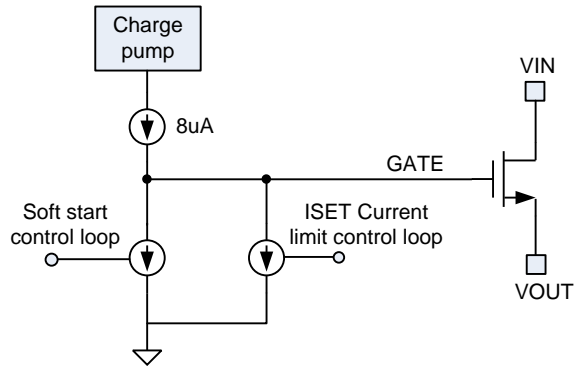 Charge
pump
VIN
8uA
GATE
Soft start
control loop
ISET Current
limit control loop
VOUT